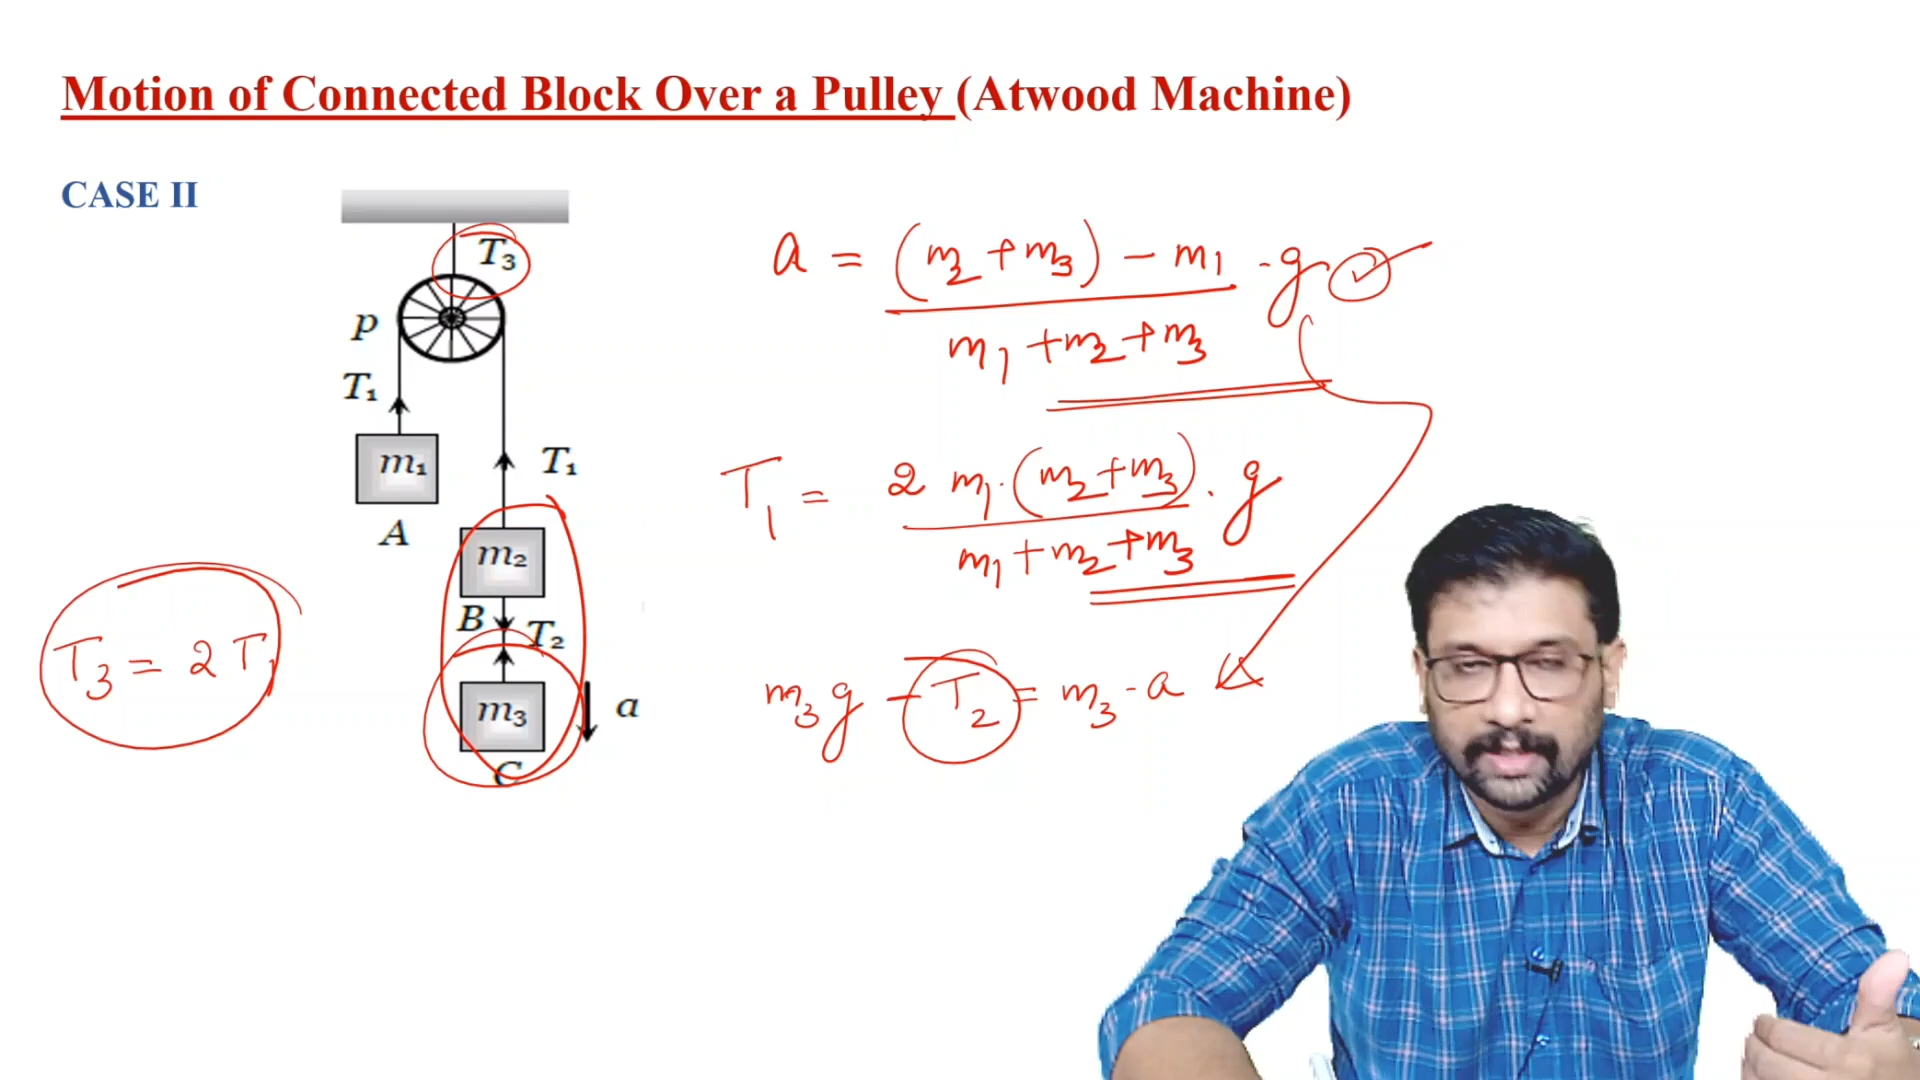 Motion of Connected Block Over a Pulley (Atwood Machine)
CASE II
T₃
p
T₁
m₁
A
T₁
m₂
B
T₂
m₃
a
C
T₃ = 2T₁
a = (m₂ + m₃) - m₁ . g
m₁ + m₂ + m₃
T₁ = 2 m₁ . (m₂ + m₃) . g
m₁ + m₂ + m₃
m₃g - T₂ = m₃ . a